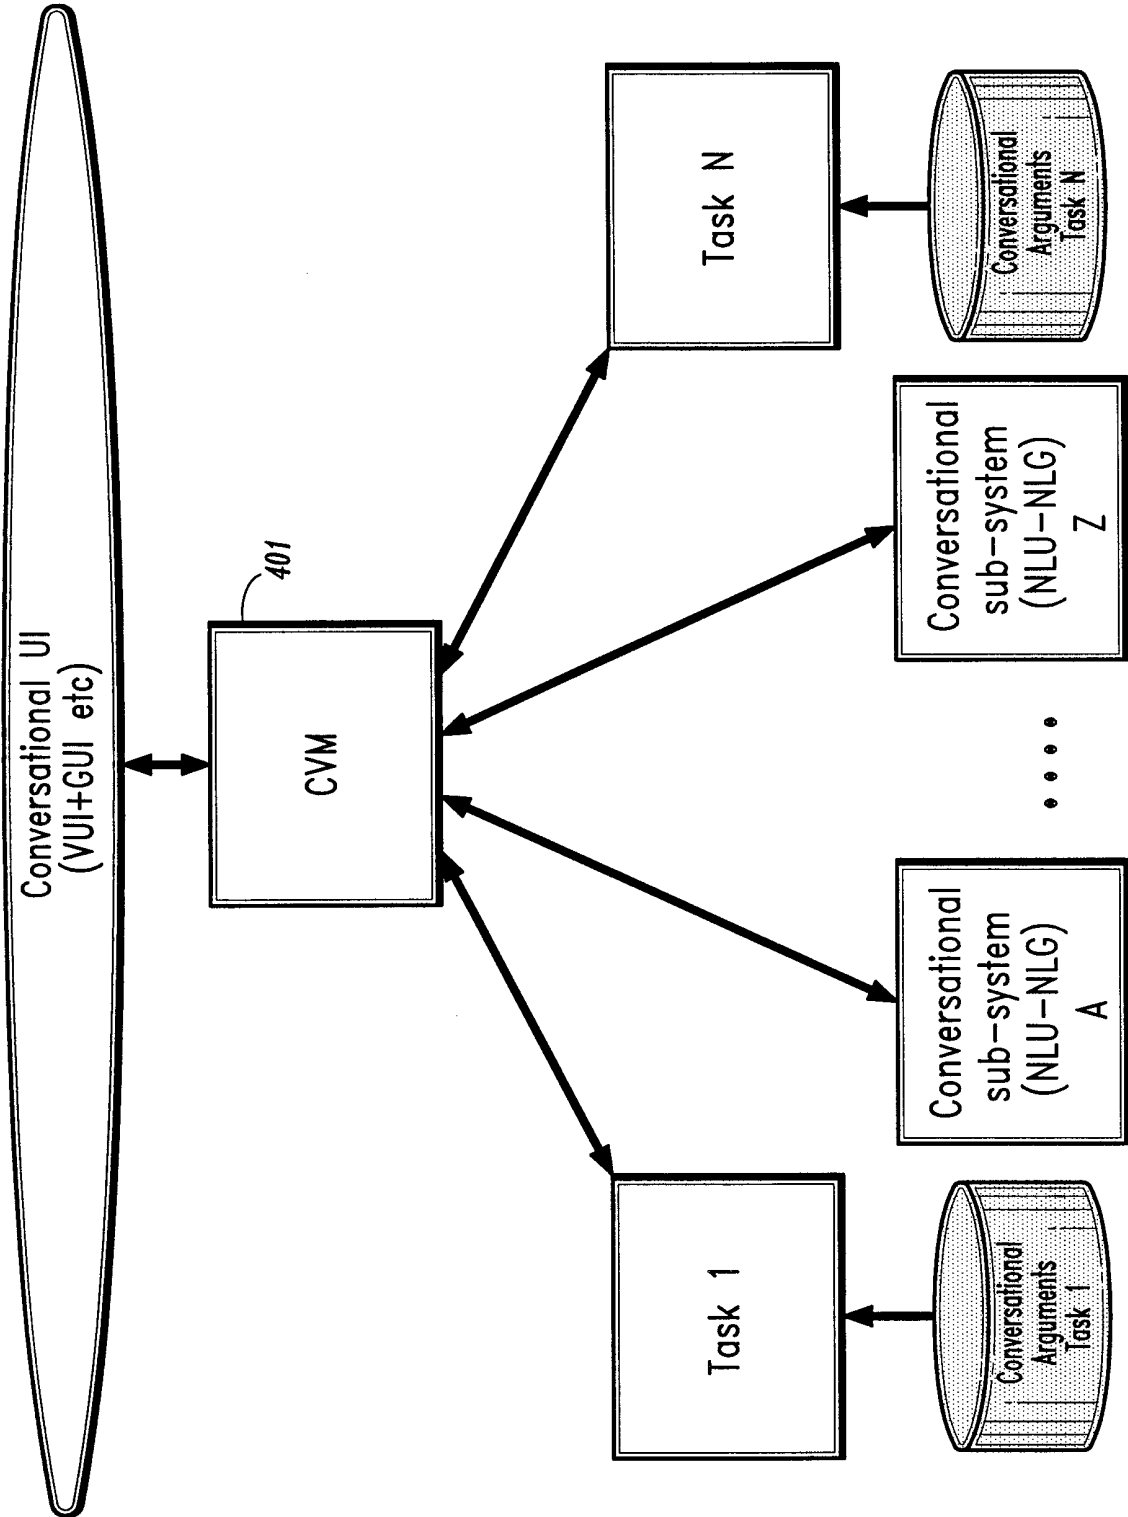 Conversational UI
(VUI+GUI etc)
CVM
401
Task 1
Task N
Conversational
Arguments
Task 1
Conversational
sub-system
(NLU-NLG)
A
Conversational
sub-system
(NLU-NLG)
Z
Conversational
Arguments
Task N